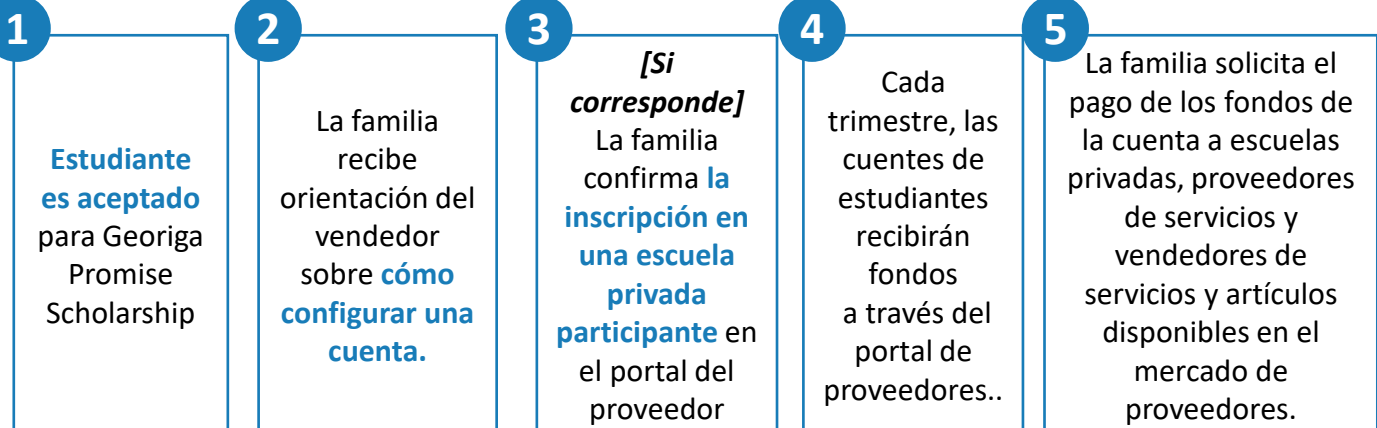 1
Estudiante
es aceptado
para Georiga
Promise
Scholarship
2
La familia
recibe
orientación del
vendedor
sobre cómo
configurar una
cuenta.
3
[Si
corresponde]
La familia
confirma la
inscripción en
una escuela
privada
participante en
el portal del
proveedor
4
Cada
trimestre, las
cuentes de
estudiantes
recibirán
fondos
a través del
portal de
proveedores..
5
La familia solicita el
pago de los fondos de
la cuenta a escuelas
privadas, proveedores
de servicios y
vendedores de
servicios y artículos
disponibles en el
mercado de
proveedores.